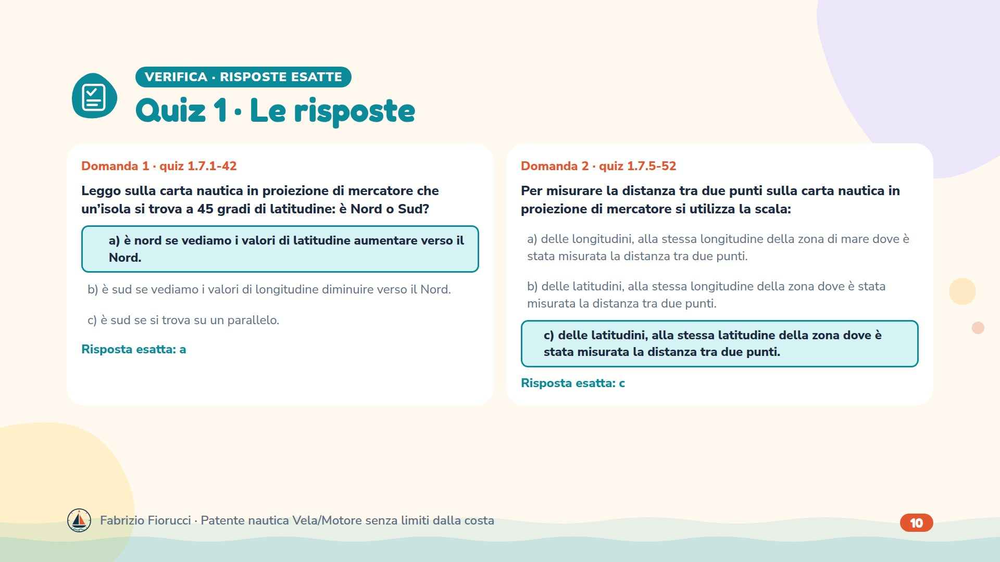 VERIFICA · RISPOSTE ESATTE
Quiz 1 · Le risposte
Domanda 1 · quiz 1.7.1-42
Leggo sulla carta nautica in proiezione di mercatore che
un’isola si trova a 45 gradi di latitudine: è Nord o Sud?
a) è nord se vediamo i valori di latitudine aumentare verso il
Nord.
b) è sud se vediamo i valori di longitudine diminuire verso il Nord.
c) è sud se si trova su un parallelo.
Risposta esatta: a
Domanda 2 · quiz 1.7.5-52
Per misurare la distanza tra due punti sulla carta nautica in
proiezione di mercatore si utilizza la scala:
a) delle longitudini, alla stessa longitudine della zona di mare dove è
stata misurata la distanza tra due punti.
b) delle latitudini, alla stessa longitudine della zona dove è stata
misurata la distanza tra due punti.
c) delle latitudini, alla stessa latitudine della zona dove è
stata misurata la distanza tra due punti.
Risposta esatta: c
Fabrizio Fiorucci · Patente nautica Vela/Motore senza limiti dalla costa
10